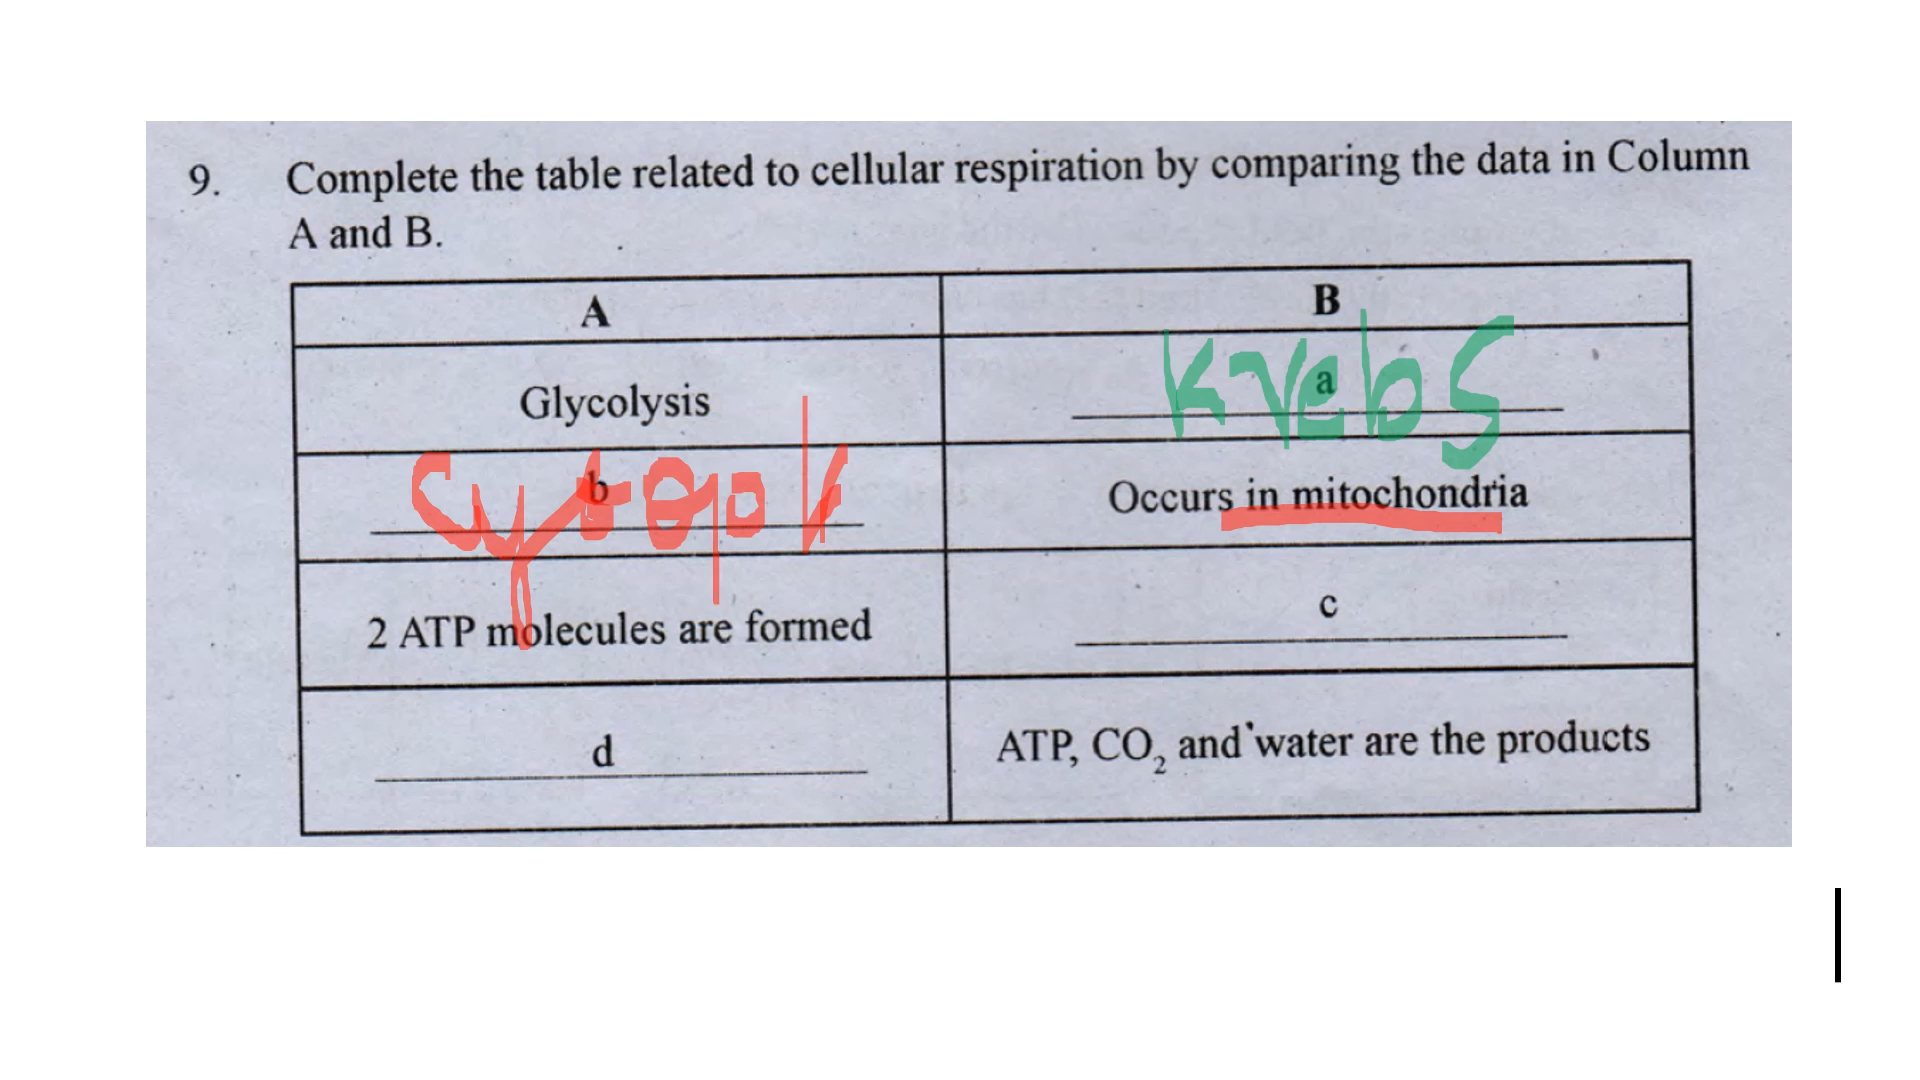 9. Complete the table related to cellular respiration by comparing the data in Column
A and B.
A B
Glycolysis a
Krebs
b Occurs in mitochondria
2 ATP molecules are formed c
d ATP, CO₂ and water are the products